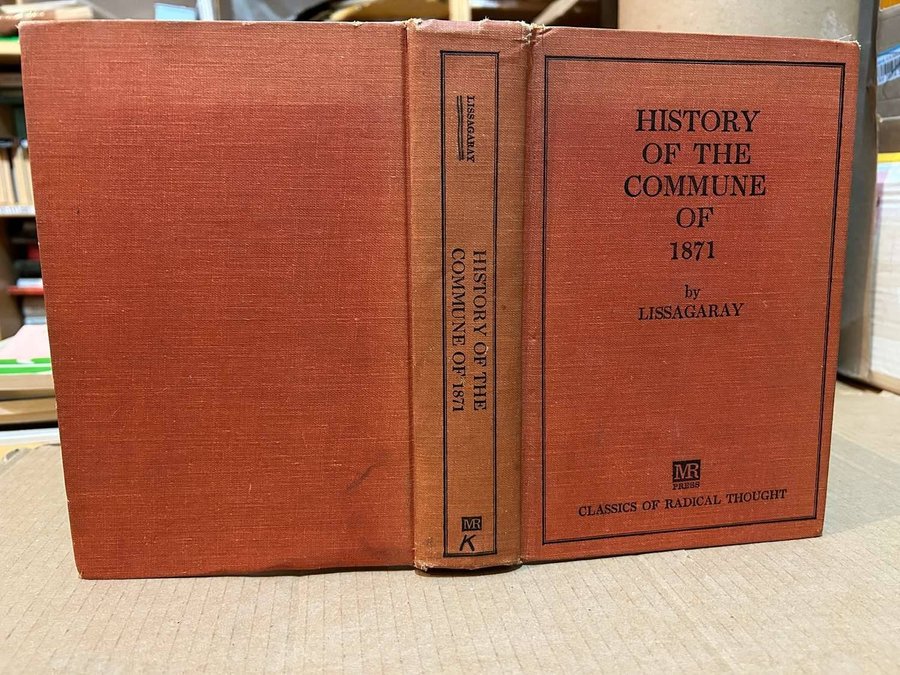 LISSAGARAY
HISTORY OF THE
COMMUNE OF 1871
MR
K
HISTORY
OF THE
COMMUNE
OF
1871
by
LISSAGARAY
MR
PRESS
CLASSICS OF RADICAL THOUGHT